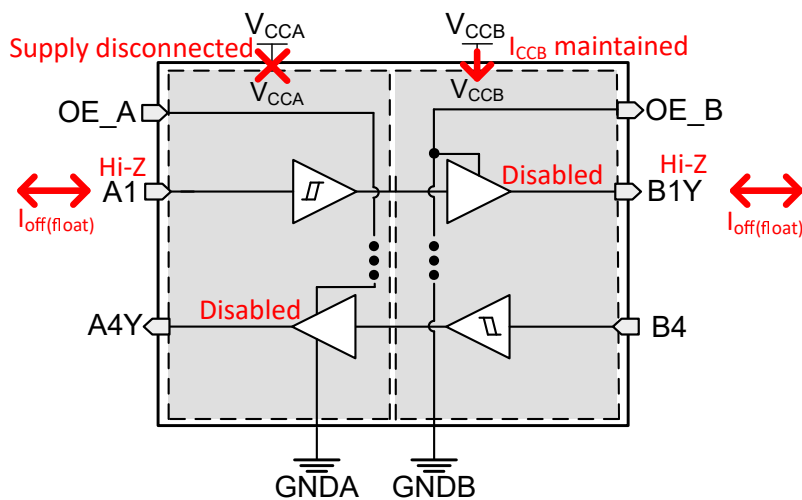 Supply disconnected
VCCA
VCCB
ICCB maintained
VCCA
VCCB
OE_A
OE_B
Hi-Z
A1
Disabled
Hi-Z
B1Y
Ioff(float)
Ioff(float)
Disabled
A4Y
B4
GNDA
GNDB